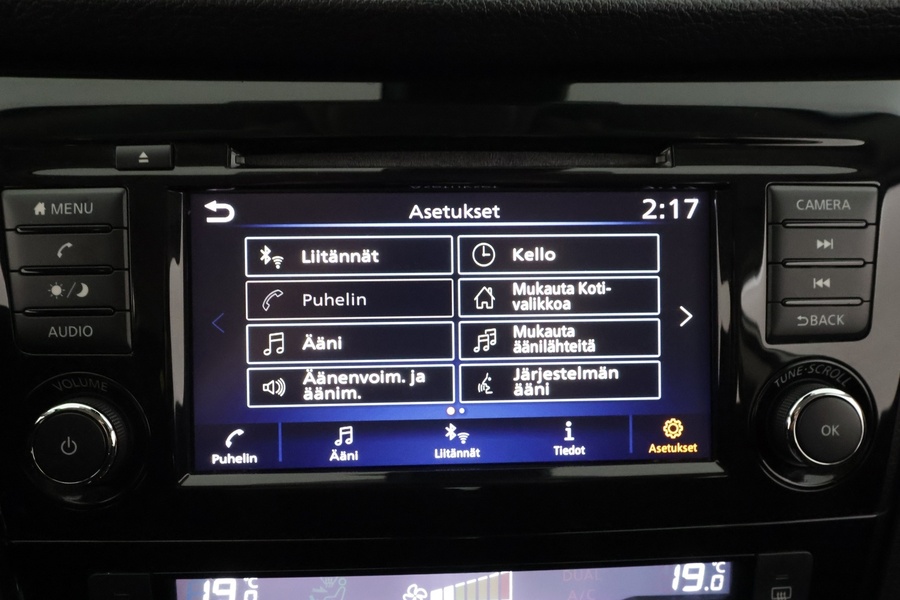 MENU
AUDIO
VOLUME
Asetukset
2:17
Liitännät
Kello
Puhelin
Mukauta Koti-
valikkoa
Ääni
Mukauta
äänilähteitä
Äänenvoim. ja
äänim.
Järjestelmän
ääni
Puhelin
Ääni
Liitännät
Tiedot
Asetukset
CAMERA
BACK
TUNE·SCROLL
OK
19°C
DUAL
A/C
19.0°C